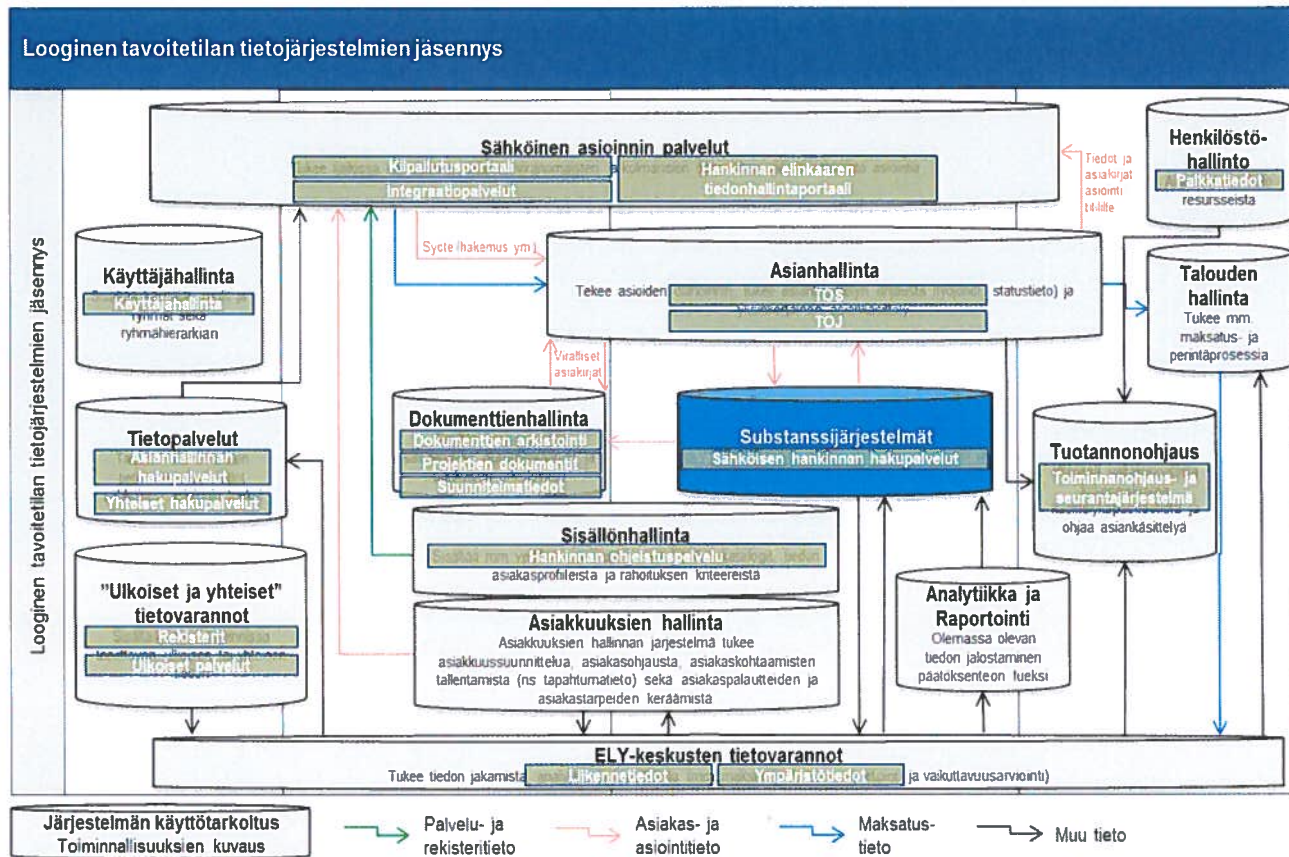 Looginen tavoitetilan tietojärjestelmien jäsennys
Looginen tavoitetilan tietojärjestelmien jäsennys
Sähköinen asioinnin palvelut
Kilpailutusportaali
Integraatiopalvelut
Hankinnan elinkaaren
tiedonhallintaportaali
Tiedot ja
asiakirjat
asiointi
tilille
Henkilöstö-
hallinto
Palkkatiedot
resursseista
Käyttäjähallinta
Käyttäjähallinta
ryhmät sekä
ryhmähierarkian
Syöte (hakemus ym.)
Asianhallinta
Tekee asioiden
statustieto) ja
TOS
TOJ
Talouden
hallinta
Tukee mm.
maksatus- ja
perintäprosessia
Viralliset
asiakirjat
Tietopalvelut
Asianhallinnan
hakupalvelut
Yhteiset hakupalvelut
Dokumenttienhallinta
Dokumenttien arkistointi
Projektien dokumentit
Suunnitelmatiedot
Substanssijärjestelmät
Sähköisen hankinnan hakupalvelut
Tuotannonohjaus
Toiminnanohjaus- ja
seurantajärjestelmä
ohjaa asiankäsittelyä
Sisällönhallinta
Hankinnan ohjeistuspalvelu
asiakasprofiileista ja rahoituksen kriteereistä
"Ulkoiset ja yhteiset"
tietovarannot
Rekisterit
Ulkoiset palvelut
Asiakkuuksien hallinta
Asiakkuuksien hallinnan järjestelmä tukee
asiakkuussuunnittelua, asiakasohjausta, asiakaskohtaamisten
tallentamista (ns tapahtumatieto) sekä asiakaspalautteiden ja
asiakastarpeiden keräämistä
Analytiikka ja
Raportointi
Olemassa olevan
tiedon jalostaminen
päätöksenteon tueksi
ELY-keskusten tietovarannot
Tukee tiedon jakamista
ja vaikuttavuusarviointi)
Liikennetiedot
Ympäristötiedot
Järjestelmän käyttötarkoitus
Toiminnallisuuksien kuvaus
Palvelu- ja
rekisteritieto
Asiakas- ja
asiointitieto
Maksatus-
tieto
Muu tieto